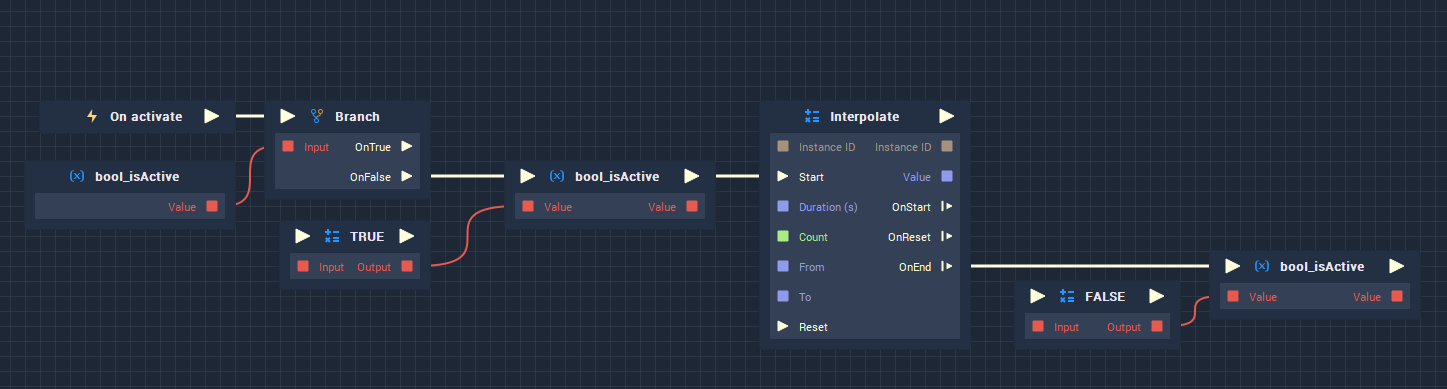 On activate
Branch
Input OnTrue
OnFalse
(x) bool_isActive
Value
TRUE
Input Output
(x) bool_isActive
Value Value
Interpolate
Instance ID Instance ID
Start Value
Duration (s) OnStart
Count OnReset
From OnEnd
To
Reset
FALSE
Input Output
(x) bool_isActive
Value Value